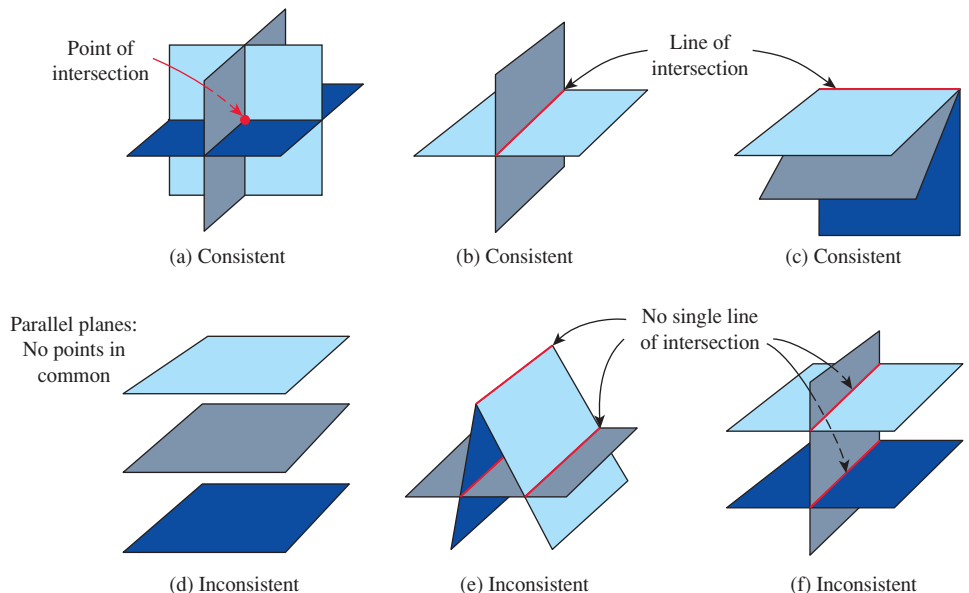 Point of
intersection
Line of
intersection
(a) Consistent
(b) Consistent
(c) Consistent
Parallel planes:
No points in
common
No single line
of intersection
(d) Inconsistent
(e) Inconsistent
(f) Inconsistent